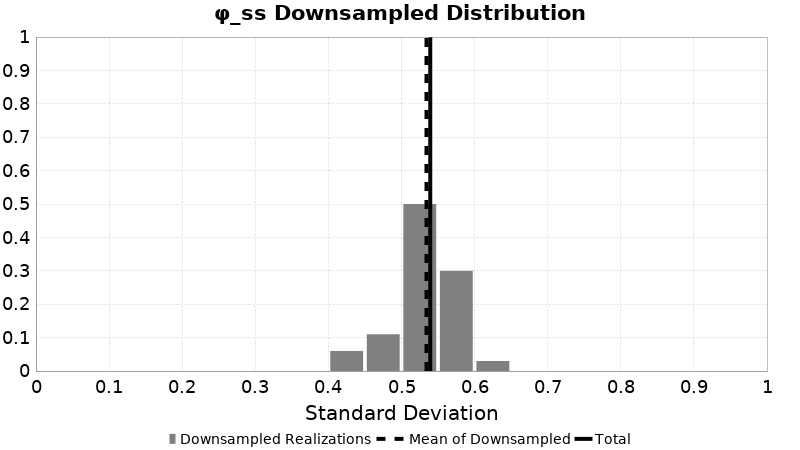 φ_ss Downsampled Distribution
1
0.9
0.8
0.7
0.6
0.5
0.4
0.3
0.2
0.1
0
0 0.1 0.2 0.3 0.4 0.5 0.6 0.7 0.8 0.9 1
Standard Deviation
Downsampled Realizations Mean of Downsampled Total